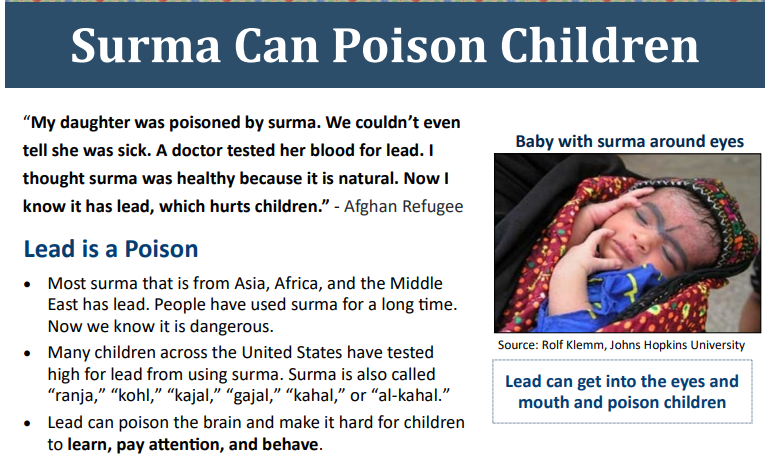 Surma Can Poison Children
“My daughter was poisoned by surma. We couldn’t even
tell she was sick. A doctor tested her blood for lead. I
thought surma was healthy because it is natural. Now I
know it has lead, which hurts children.” - Afghan Refugee
Lead is a Poison
• Most surma that is from Asia, Africa, and the Middle
East has lead. People have used surma for a long time.
Now we know it is dangerous.
• Many children across the United States have tested
high for lead from using surma. Surma is also called
“ranja,” “kohl,” “kajal,” “gajal,” “kahal,” or “al-kahal.”
• Lead can poison the brain and make it hard for children
to learn, pay attention, and behave.
Baby with surma around eyes
Source: Rolf Klemm, Johns Hopkins University
Lead can get into the eyes and
mouth and poison children